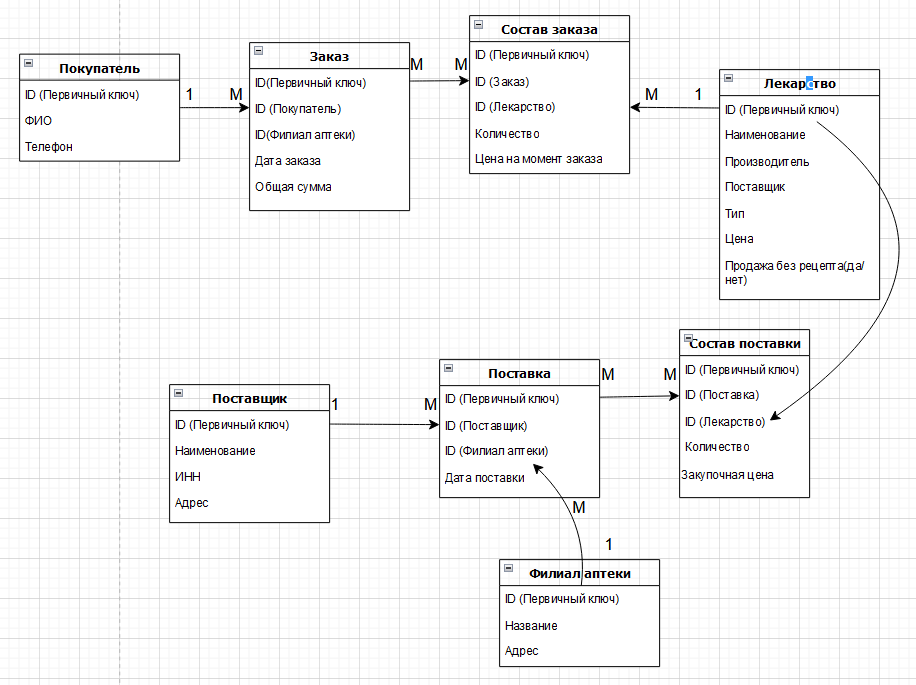 Покупатель
ID (Первичный ключ)
ФИО
Телефон
1
М
Заказ
ID(Первичный ключ)
ID (Покупатель)
ID(Филиал аптеки)
Дата заказа
Общая сумма
М
М
Состав заказа
ID (Первичный ключ)
ID (Заказ)
ID (Лекарство)
Количество
Цена на момент заказа
М
1
Лекарство
ID (Первичный ключ)
Наименование
Производитель
Поставщик
Тип
Цена
Продажа без рецепта(да/
нет)
Поставщик
ID (Первичный ключ)
Наименование
ИНН
Адрес
1
М
Поставка
ID (Первичный ключ)
ID (Поставщик)
ID (Филиал аптеки)
Дата поставки
М
М
Состав поставки
ID (Первичный ключ)
ID (Поставка)
ID (Лекарство)
Количество
Закупочная цена
М
1
Филиал аптеки
ID (Первичный ключ)
Название
Адрес